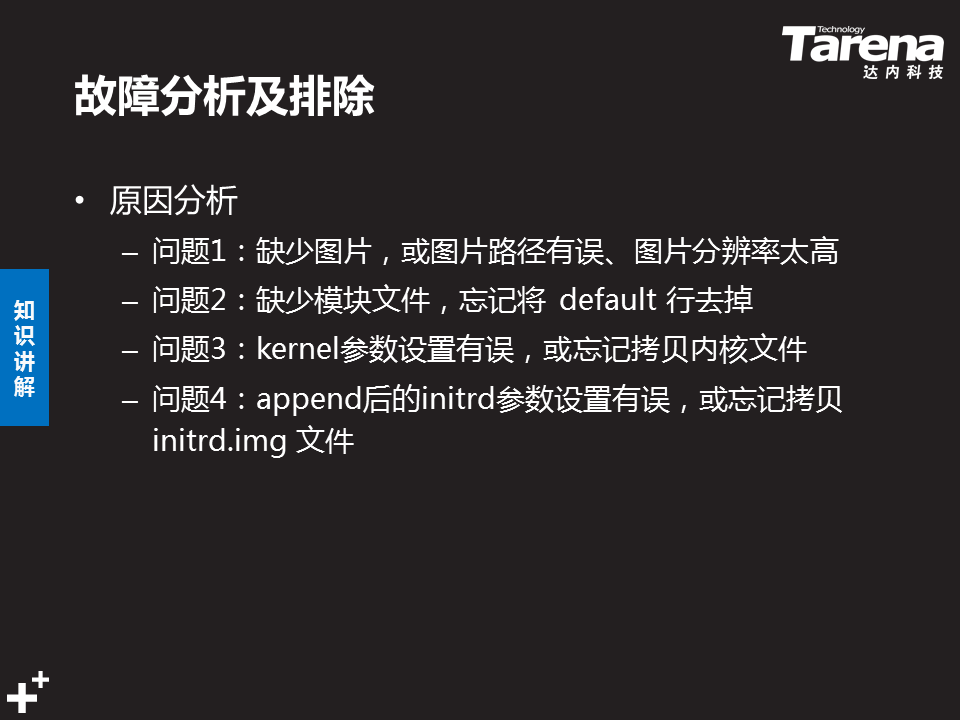 Technology
Tarena
达内科技
故障分析及排除
• 原因分析
– 问题1：缺少图片，或图片路径有误、图片分辨率太高
– 问题2：缺少模块文件，忘记将 default 行去掉
– 问题3：kernel参数设置有误，或忘记拷贝内核文件
– 问题4：append后的initrd参数设置有误，或忘记拷贝
initrd.img 文件
知
识
讲
解